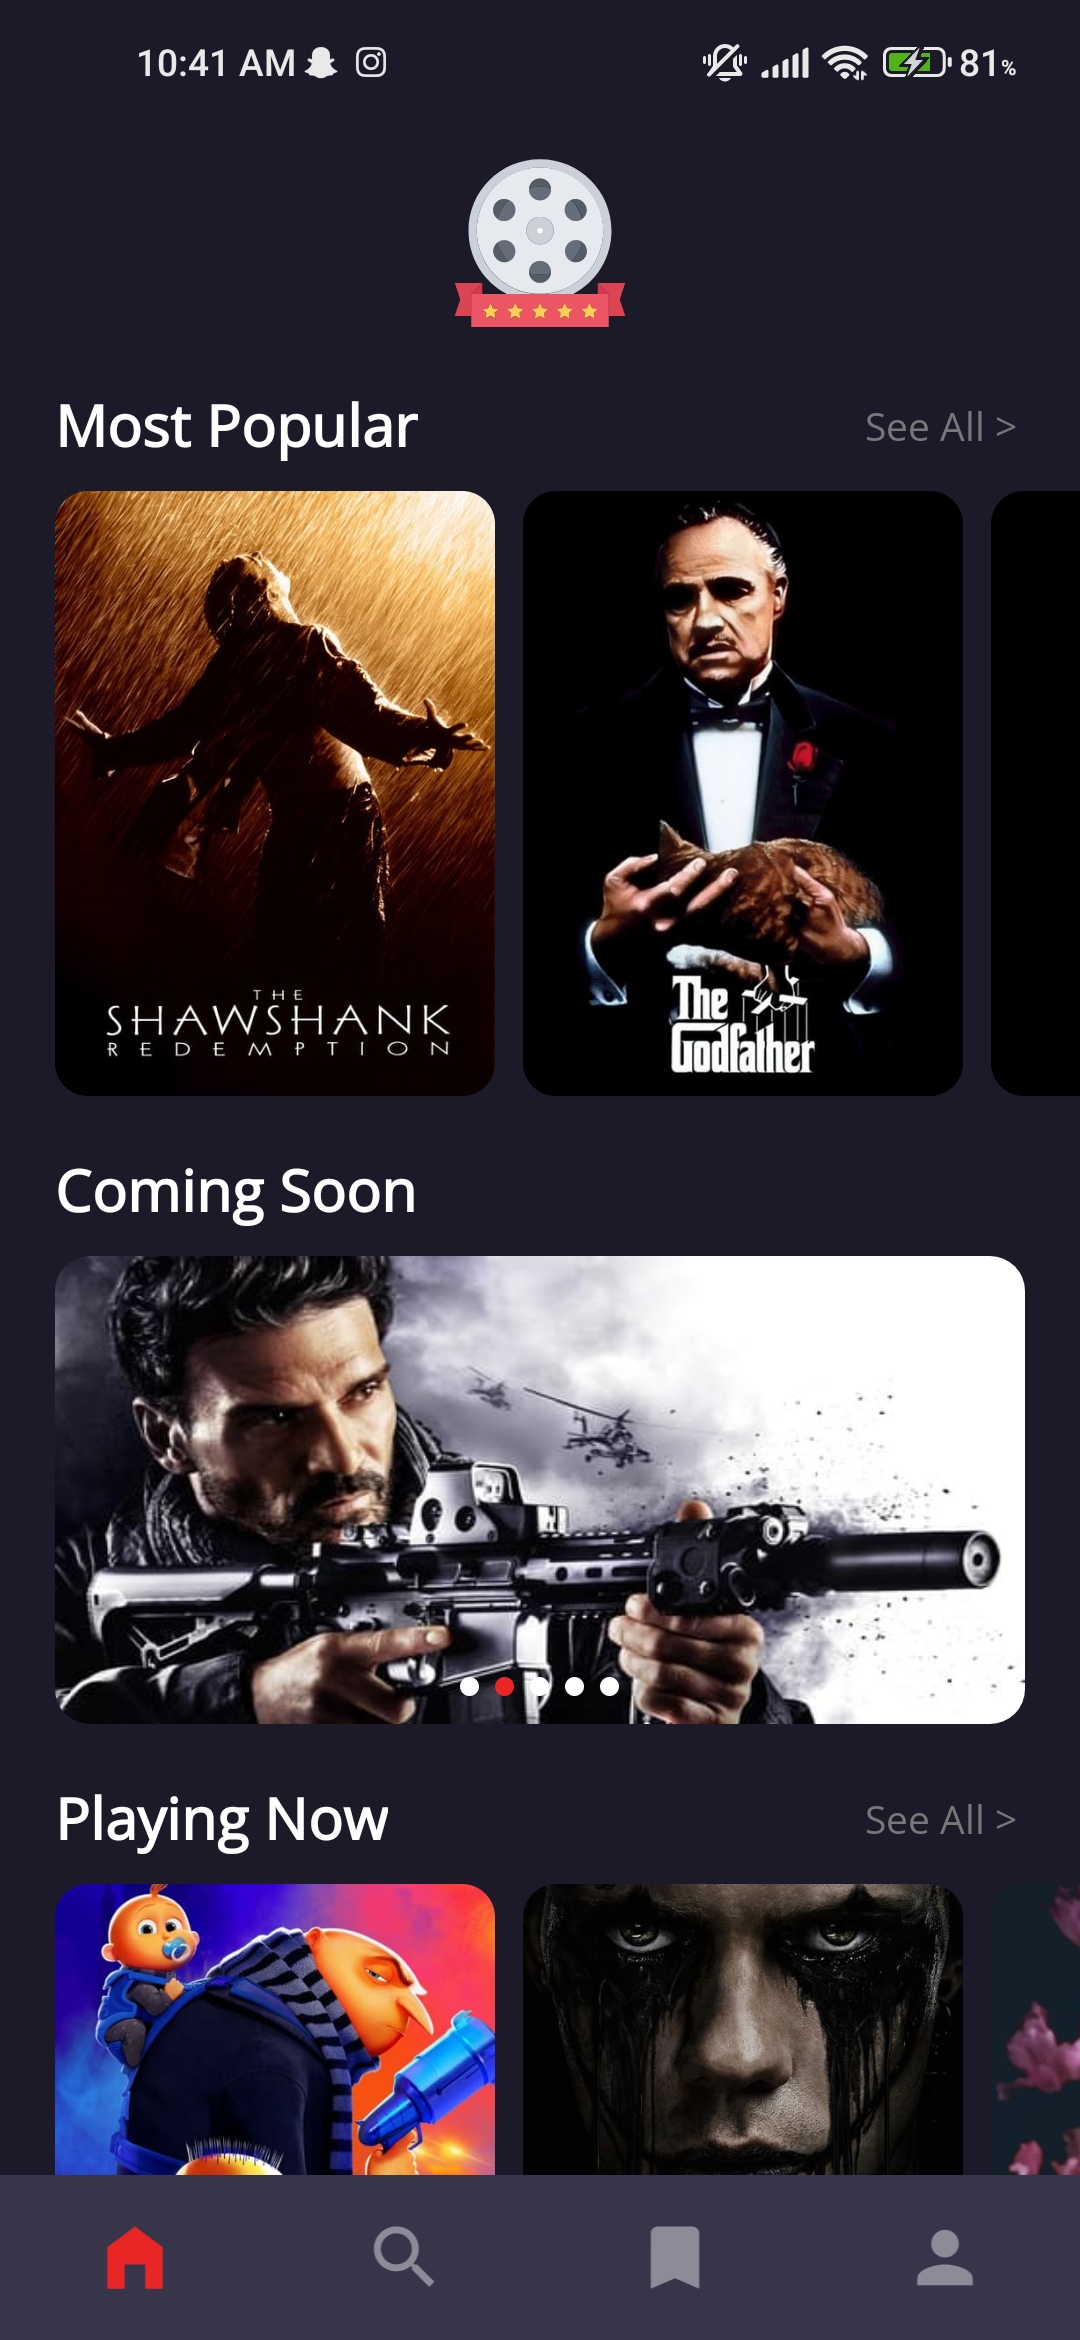 10:41 AM
81%
Most Popular
See All >
THE
SHAWSHANK
REDEMPTION
The
Godfather
Coming Soon
Playing Now
See All >